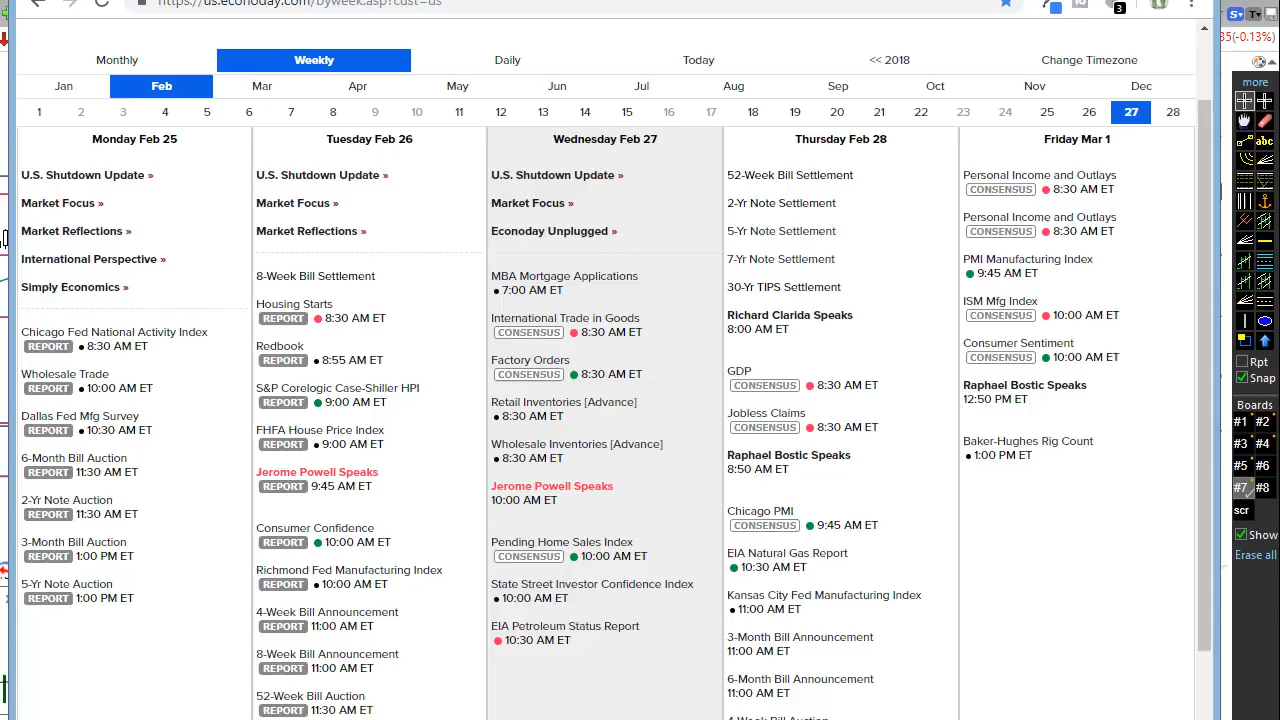 https://us.econoday.com/byweek.asp?cust=us
3
S
T
35(-0.13%)
Monthly
Weekly
Daily
Today
<< 2018
Change Timezone
Jan
Feb
Mar
Apr
May
Jun
Jul
Aug
Sep
Oct
Nov
Dec
1 2 3 4 5 6 7 8 9 10 11 12 13 14 15 16 17 18 19 20 21 22 23 24 25 26 27 28
Monday Feb 25
U.S. Shutdown Update »
Market Focus »
Market Reflections »
International Perspective »
Simply Economics »
Chicago Fed National Activity Index
REPORT 8:30 AM ET
Wholesale Trade
REPORT 10:00 AM ET
Dallas Fed Mfg Survey
REPORT 10:30 AM ET
6-Month Bill Auction
REPORT 11:30 AM ET
2-Yr Note Auction
REPORT 11:30 AM ET
3-Month Bill Auction
REPORT 1:00 PM ET
5-Yr Note Auction
REPORT 1:00 PM ET
Tuesday Feb 26
U.S. Shutdown Update »
Market Focus »
Market Reflections »
8-Week Bill Settlement
Housing Starts
REPORT 8:30 AM ET
Redbook
REPORT 8:55 AM ET
S&P Corelogic Case-Shiller HPI
REPORT 9:00 AM ET
FHFA House Price Index
REPORT 9:00 AM ET
Jerome Powell Speaks
REPORT 9:45 AM ET
Consumer Confidence
REPORT 10:00 AM ET
Richmond Fed Manufacturing Index
REPORT 10:00 AM ET
4-Week Bill Announcement
REPORT 11:00 AM ET
8-Week Bill Announcement
REPORT 11:00 AM ET
52-Week Bill Auction
REPORT 11:30 AM ET
Wednesday Feb 27
U.S. Shutdown Update »
Market Focus »
Econoday Unplugged »
MBA Mortgage Applications
7:00 AM ET
International Trade in Goods
CONSENSUS 8:30 AM ET
Factory Orders
CONSENSUS 8:30 AM ET
Retail Inventories [Advance]
8:30 AM ET
Wholesale Inventories [Advance]
8:30 AM ET
Jerome Powell Speaks
10:00 AM ET
Pending Home Sales Index
CONSENSUS 10:00 AM ET
State Street Investor Confidence Index
10:00 AM ET
EIA Petroleum Status Report
10:30 AM ET
Thursday Feb 28
52-Week Bill Settlement
2-Yr Note Settlement
5-Yr Note Settlement
7-Yr Note Settlement
30-Yr TIPS Settlement
Richard Clarida Speaks
8:00 AM ET
GDP
CONSENSUS 8:30 AM ET
Jobless Claims
CONSENSUS 8:30 AM ET
Raphael Bostic Speaks
8:50 AM ET
Chicago PMI
CONSENSUS 9:45 AM ET
EIA Natural Gas Report
10:30 AM ET
Kansas City Fed Manufacturing Index
11:00 AM ET
3-Month Bill Announcement
11:00 AM ET
6-Month Bill Announcement
11:00 AM ET
4-Week Bill Auction
Friday Mar 1
Personal Income and Outlays
CONSENSUS 8:30 AM ET
Personal Income and Outlays
CONSENSUS 8:30 AM ET
PMI Manufacturing Index
9:45 AM ET
ISM Mfg Index
CONSENSUS 10:00 AM ET
Consumer Sentiment
CONSENSUS 10:00 AM ET
Raphael Bostic Speaks
12:50 PM ET
Baker-Hughes Rig Count
1:00 PM ET
more
abc
Rpt
Snap
Boards
#1 #2
#3 #4
#5 #6
#7 #8
scr
Show
Erase all